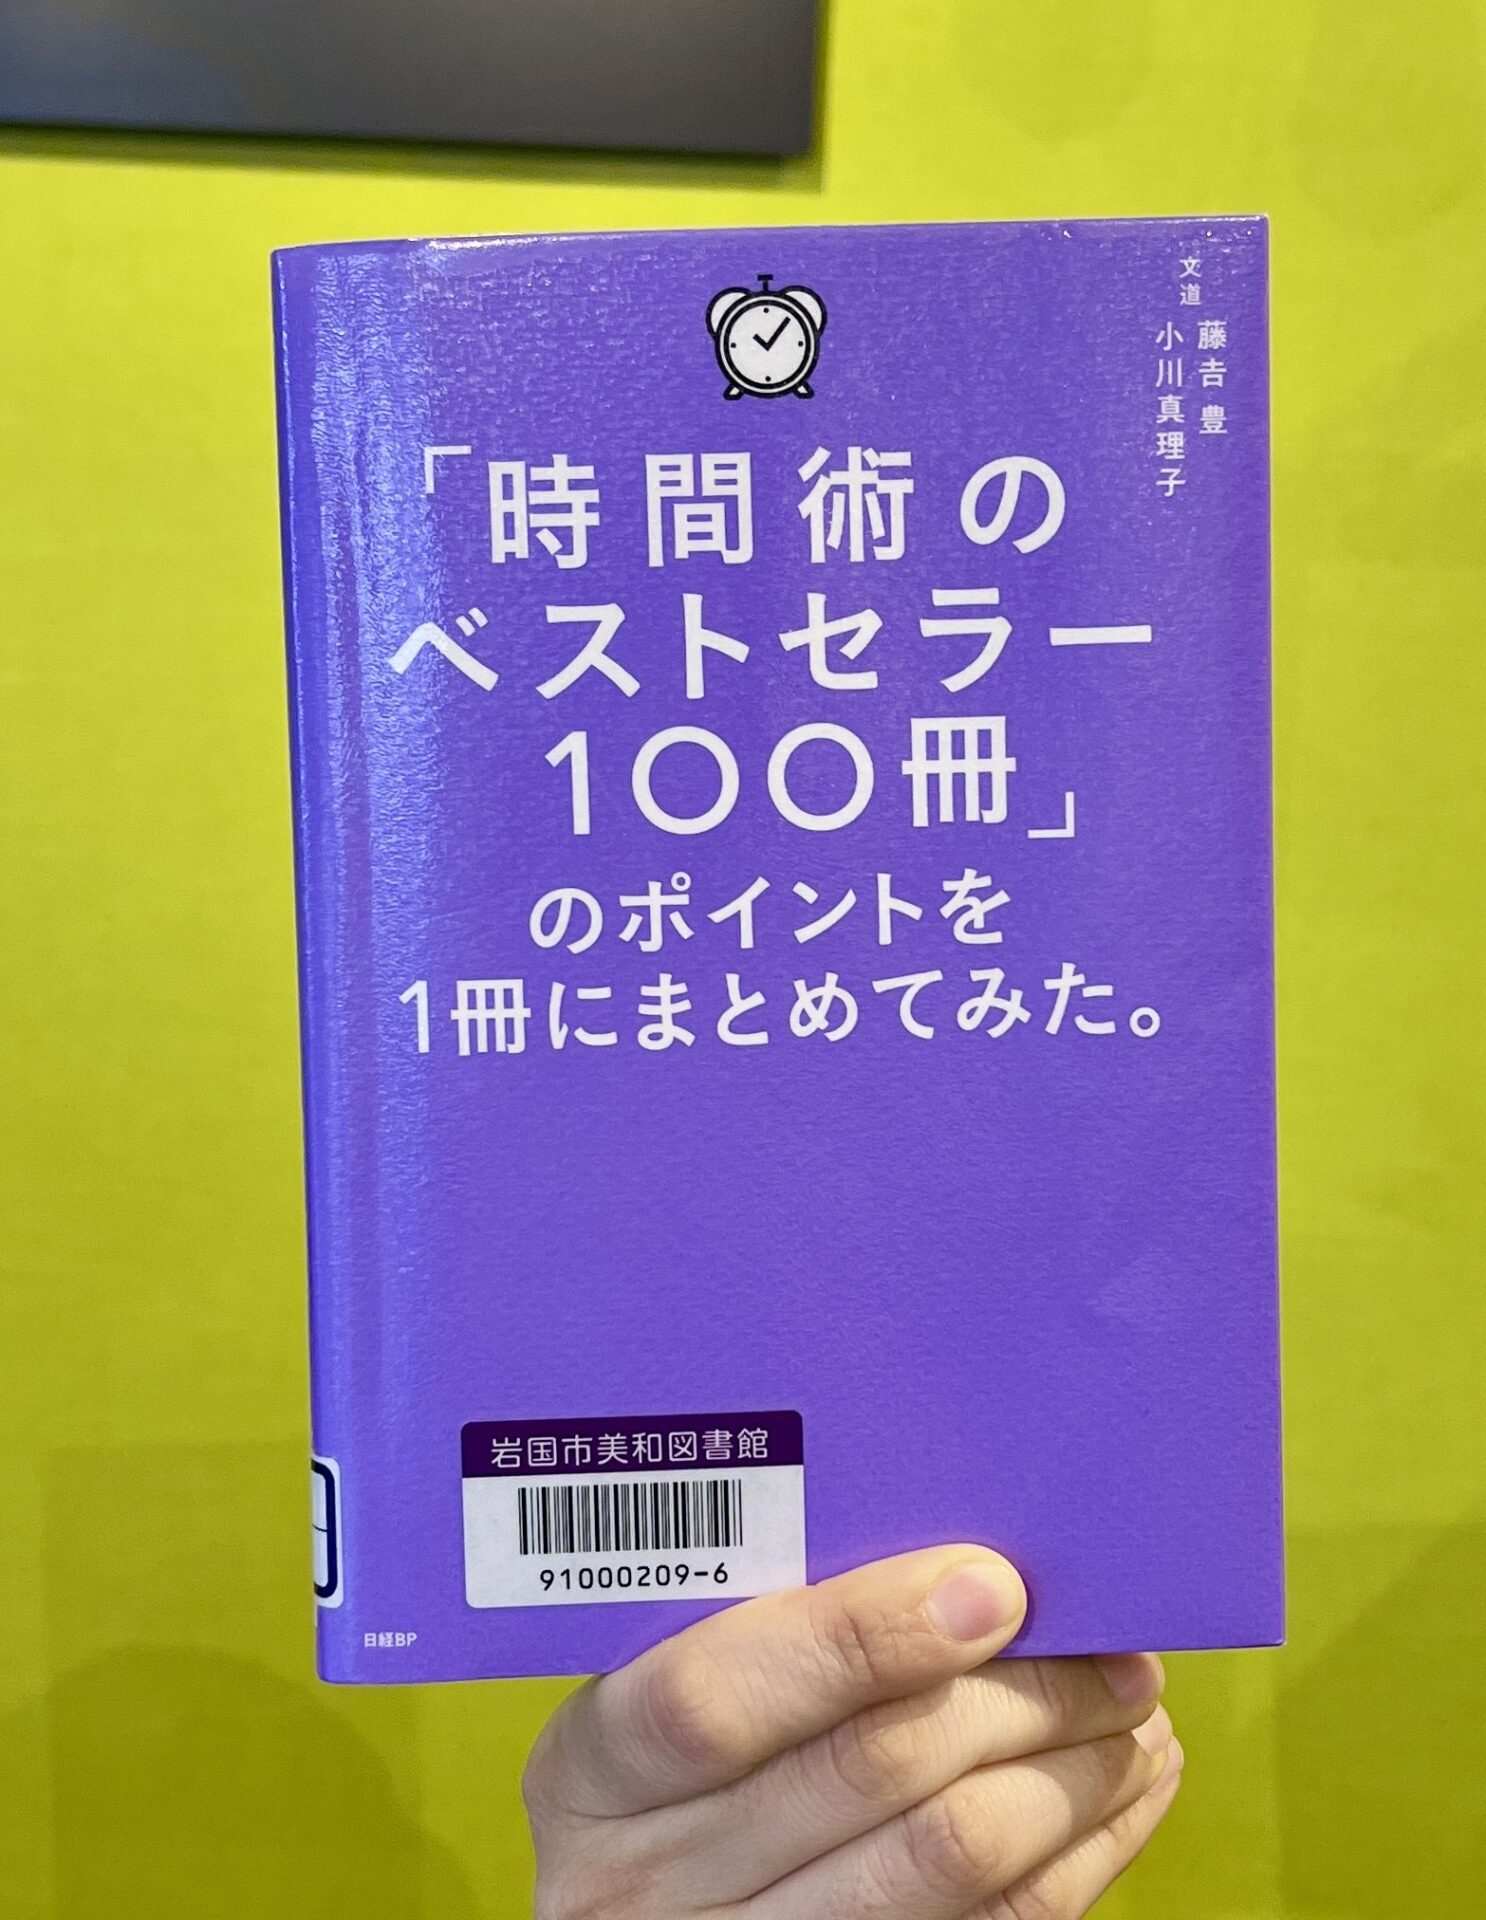 文道
藤𠮷 豊
小川真理子
「時間術の
ベストセラー
100冊」
のポイントを
1冊にまとめてみた。
岩国市美和図書館
91000209-6
日経BP